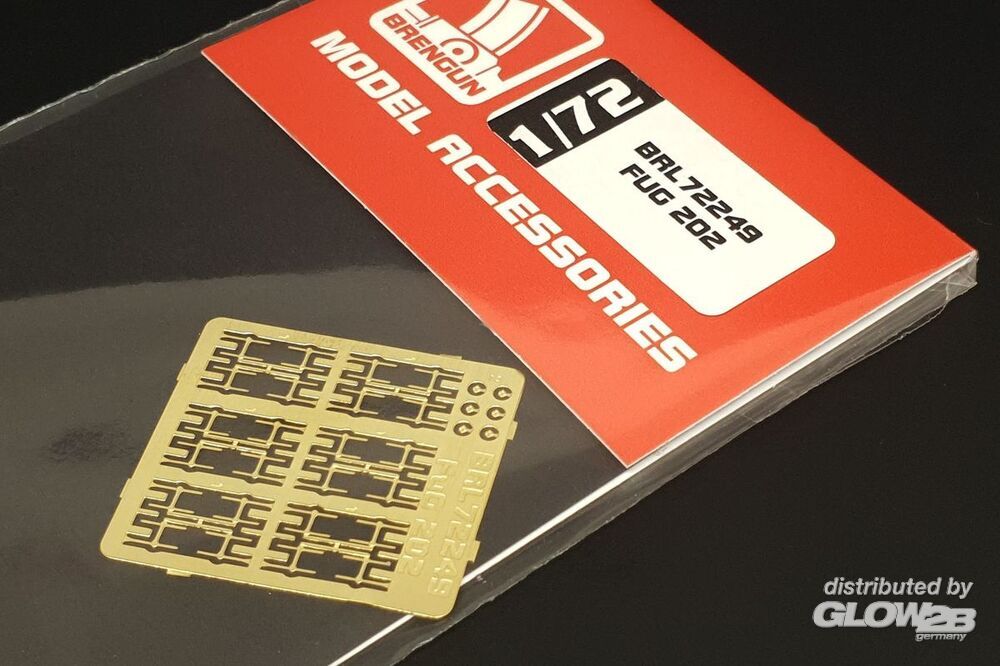 BRENGUN
MODEL ACCESSORIES
1/72
BRL72249
FUG 202
BRL72249
FuG 202
distributed by
GLOW2B
germany